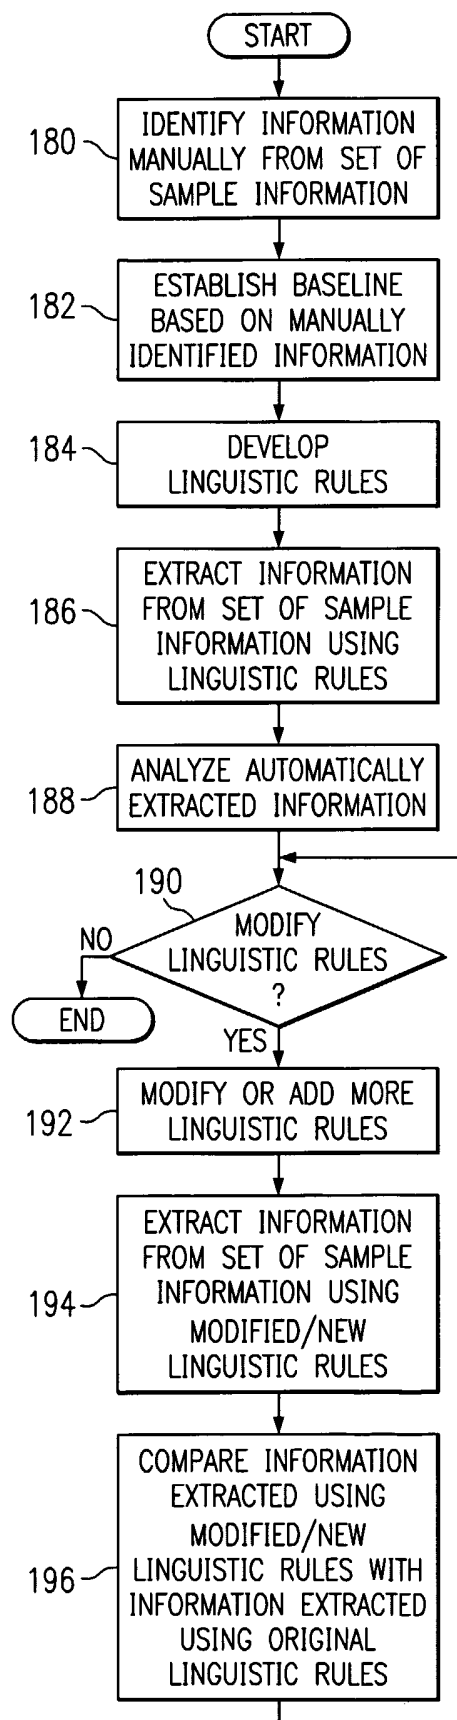 START
180
IDENTIFY INFORMATION
MANUALLY FROM SET OF
SAMPLE INFORMATION
182
ESTABLISH BASELINE
BASED ON MANUALLY
IDENTIFIED INFORMATION
184
DEVELOP
LINGUISTIC RULES
186
EXTRACT INFORMATION
FROM SET OF SAMPLE
INFORMATION USING
LINGUISTIC RULES
188
ANALYZE AUTOMATICALLY
EXTRACTED INFORMATION
190
MODIFY
LINGUISTIC RULES
?
NO
END
YES
192
MODIFY OR ADD MORE
LINGUISTIC RULES
194
EXTRACT INFORMATION
FROM SET OF SAMPLE
INFORMATION USING
MODIFIED/NEW
LINGUISTIC RULES
196
COMPARE INFORMATION
EXTRACTED USING
MODIFIED/NEW
LINGUISTIC RULES WITH
INFORMATION EXTRACTED
USING ORIGINAL
LINGUISTIC RULES